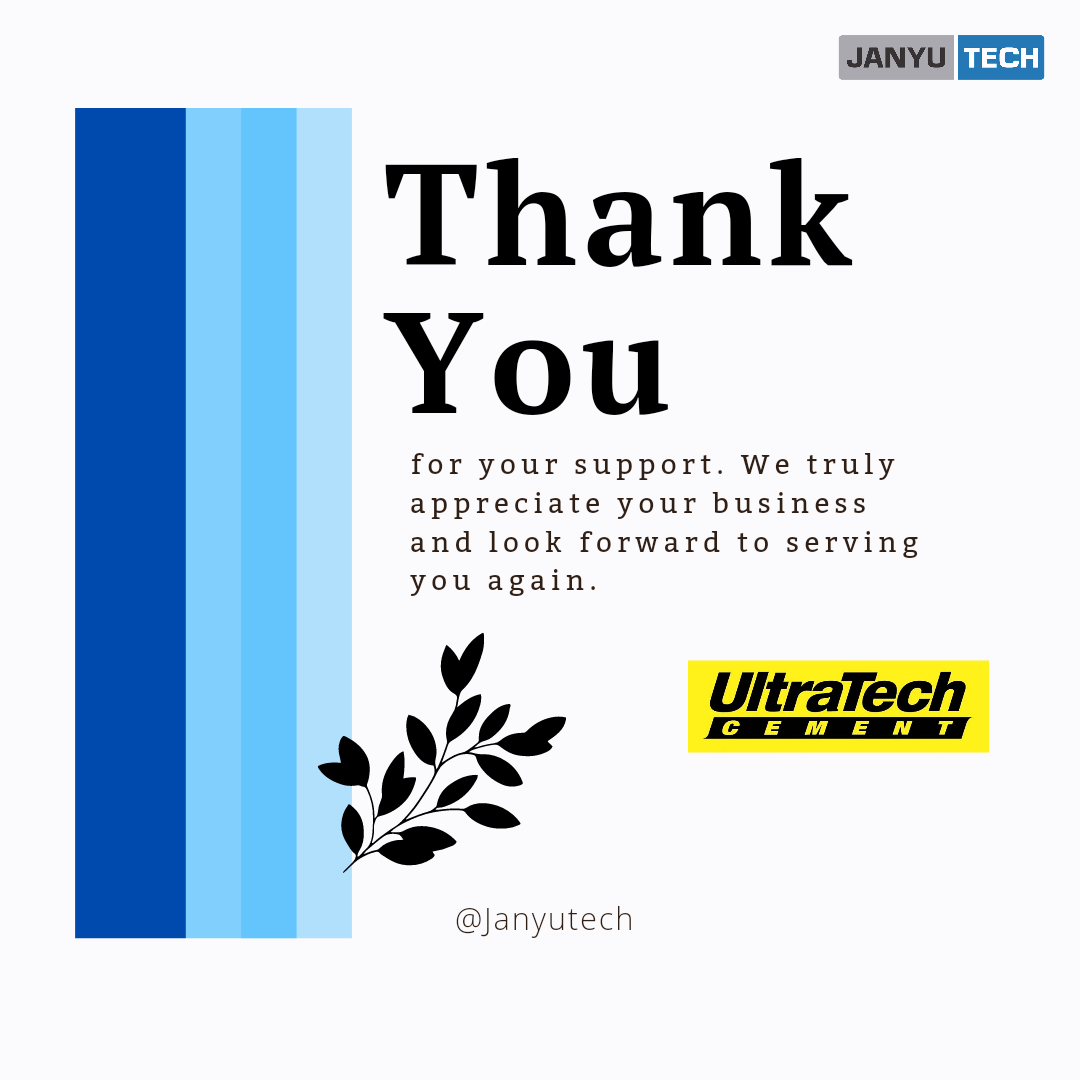 JANYU TECH
Thank
You
for your support. We truly
appreciate your business
and look forward to serving
you again.
UltraTech
CEMENT
@Janyutech